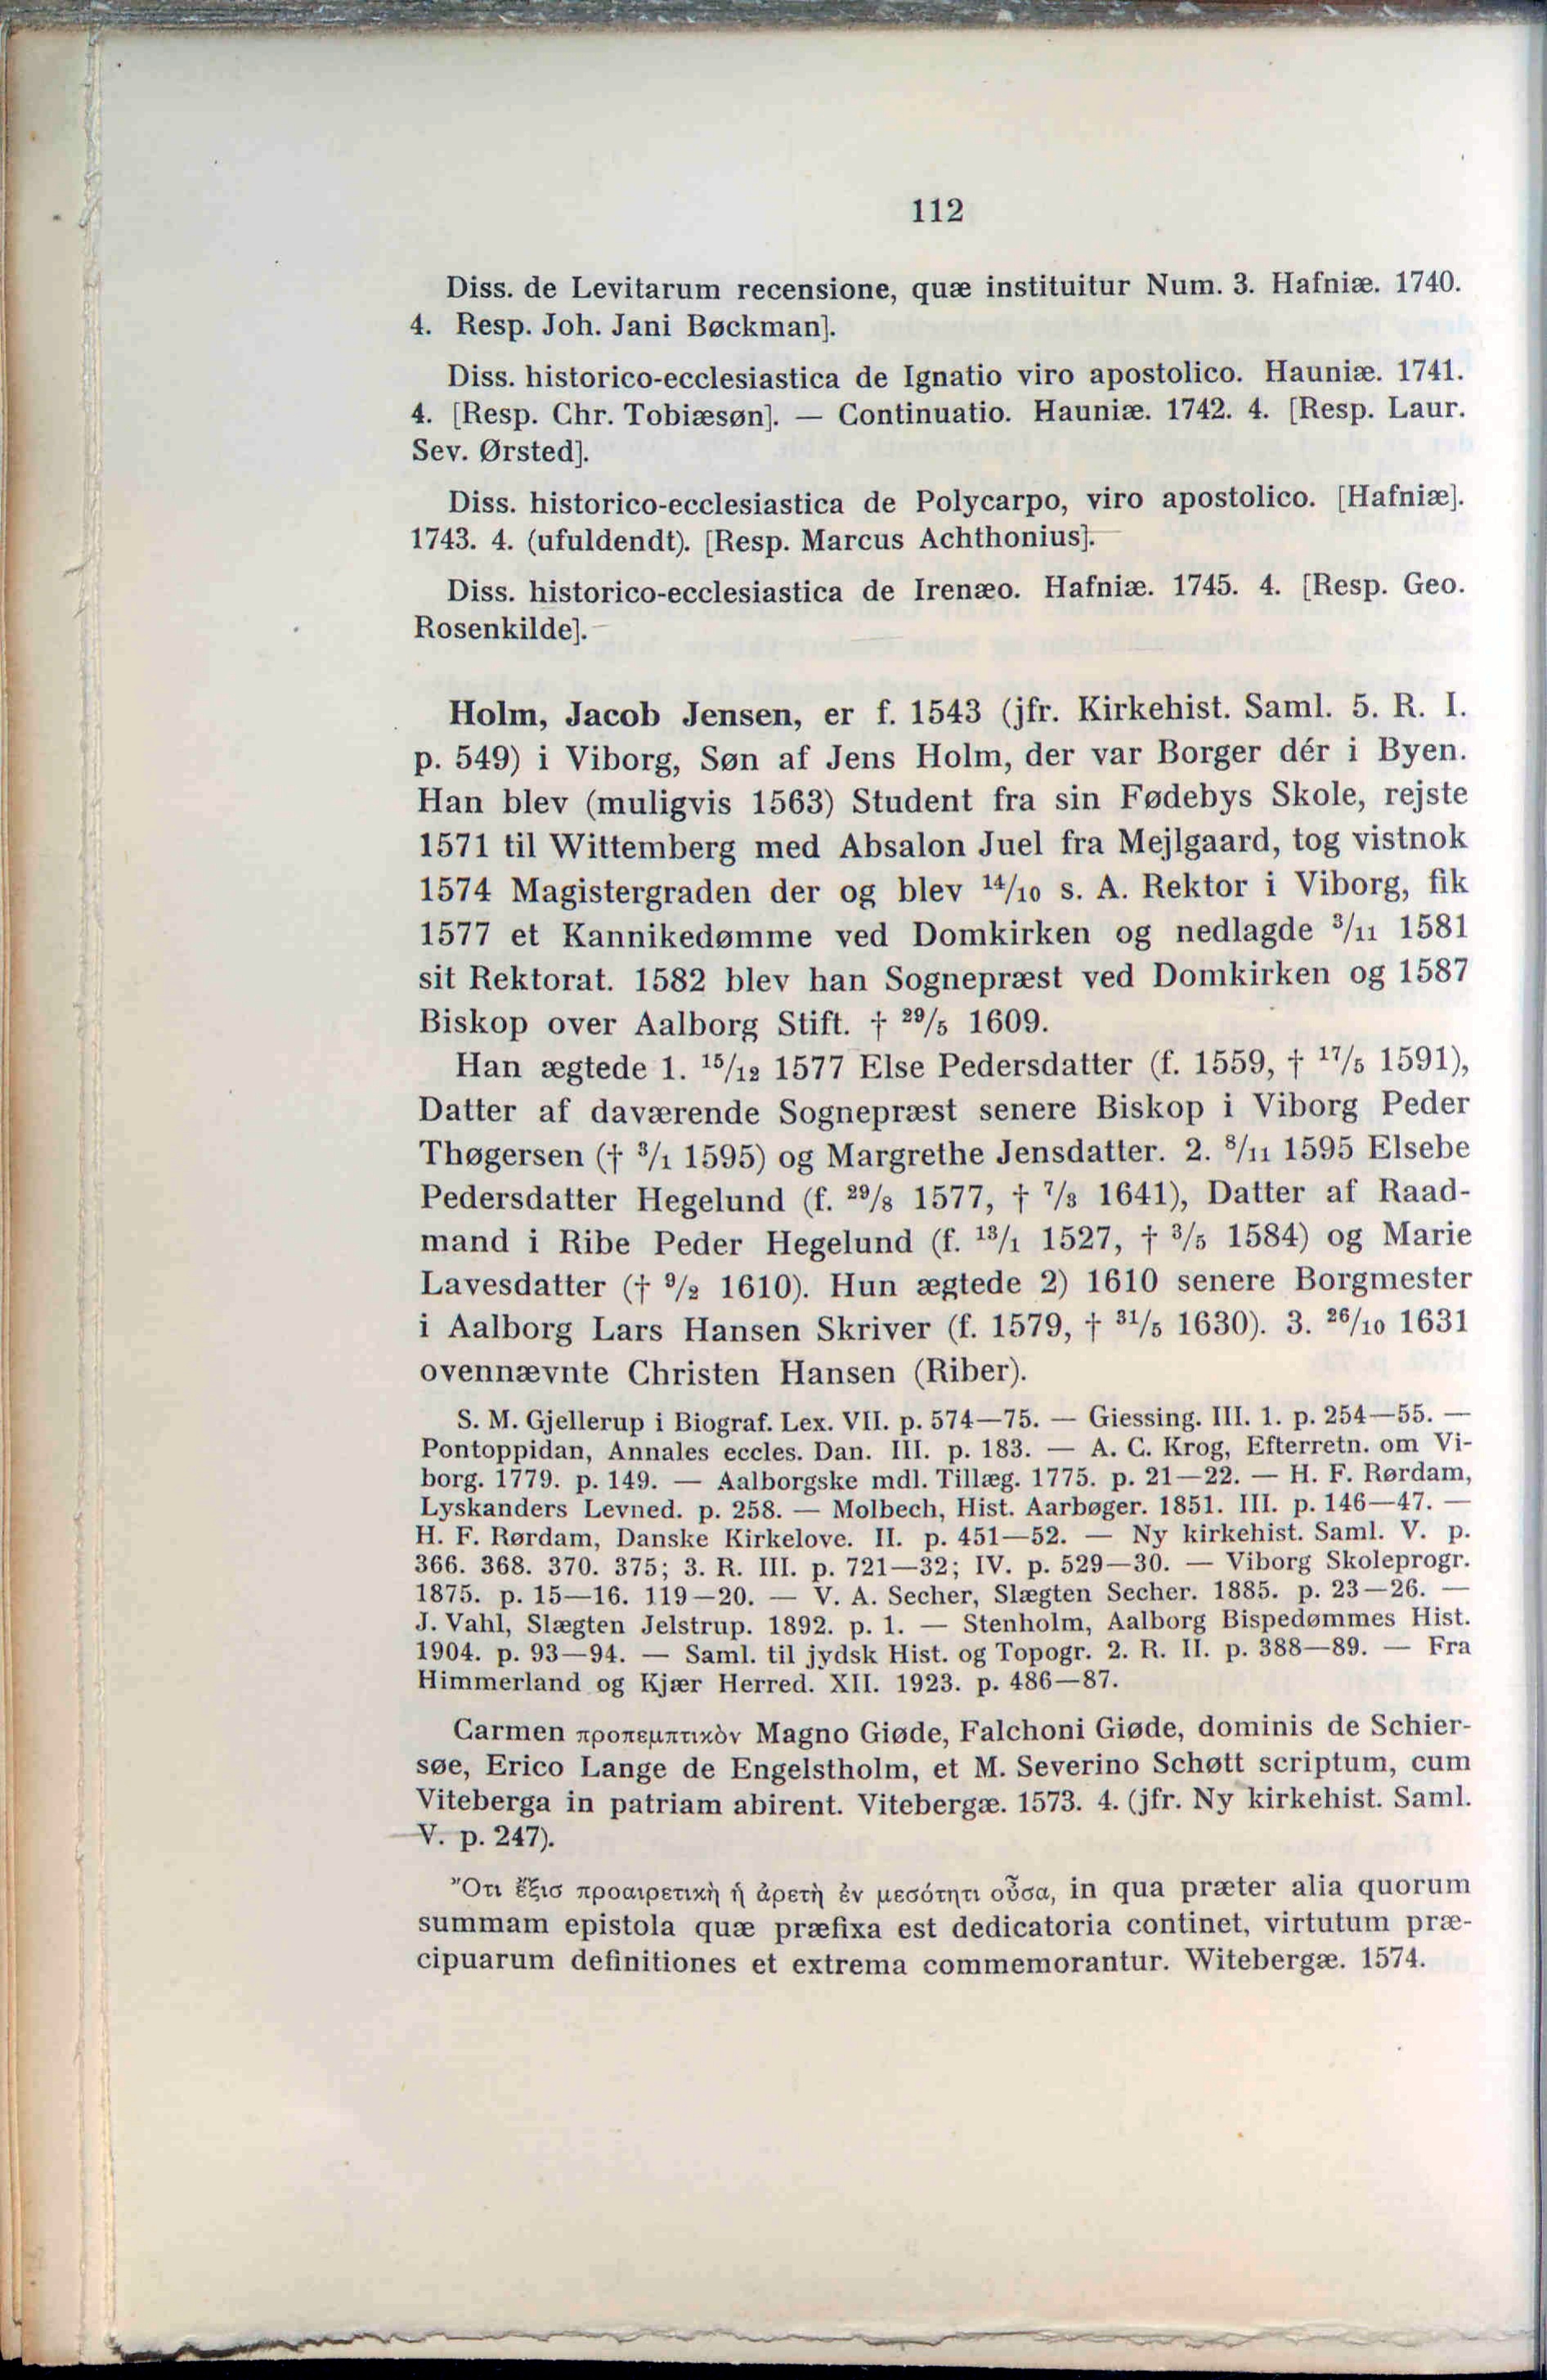 112
Diss. de Levitarum recensione, quæ instituitur Num. 3. Hafniæ. 1740.
4. Resp. Joh. Jani Bøckman].
Diss. historico-ecclesiastica de Ignatio viro apostolico. Hauniæ. 1741.
4. [Resp. Chr. Tobiæsøn]. — Continuatio. Hauniæ. 1742. 4. [Resp. Laur.
Sev. Ørsted].
Diss. historico-ecclesiastica de Polycarpo, viro apostolico. [Hafniæ].
1743. 4. (ufuldendt). [Resp. Marcus Achthonius].
Diss. historico-ecclesiastica de Irenæo. Hafniæ. 1745. 4. [Resp. Geo.
Rosenkilde].
Holm, Jacob Jensen, er f. 1543 (jfr. Kirkehist. Saml. 5. R. I.
p. 549) i Viborg, Søn af Jens Holm, der var Borger dér i Byen.
Han blev (muligvis 1563) Student fra sin Fødebys Skole, rejste
1571 til Wittemberg med Absalon Juel fra Mejlgaard, tog vistnok
1574 Magistergraden der og blev ¹⁴/₁₀ s. A. Rektor i Viborg, fik
1577 et Kannikedømme ved Domkirken og nedlagde ³/₁₁ 1581
sit Rektorat. 1582 blev han Sognepræst ved Domkirken og 1587
Biskop over Aalborg Stift. † ²⁹/₅ 1609.
Han ægtede 1. ¹⁵/₁₂ 1577 Else Pedersdatter (f. 1559, † ¹⁷/₅ 1591),
Datter af daværende Sognepræst senere Biskop i Viborg Peder
Thøgersen († ³/₁ 1595) og Margrethe Jensdatter. 2. ⁸/₁₁ 1595 Elsebe
Pedersdatter Hegelund (f. ²⁹/₈ 1577, † ⁷/₃ 1641), Datter af Raad-
mand i Ribe Peder Hegelund (f. ¹³/₁ 1527, † ³/₅ 1584) og Marie
Lavesdatter († ⁹/₂ 1610). Hun ægtede 2) 1610 senere Borgmester
i Aalborg Lars Hansen Skriver (f. 1579, † ³¹/₅ 1630). 3. ²⁶/₁₀ 1631
ovennævnte Christen Hansen (Riber).
S. M. Gjellerup i Biograf. Lex. VII. p. 574—75. — Giessing. III. 1. p. 254—55. —
Pontoppidan, Annales eccles. Dan. III. p. 183. — A. C. Krog, Efterretn. om Vi-
borg. 1779. p. 149. — Aalborgske mdl. Tillæg. 1775. p. 21—22. — H. F. Rørdam,
Lyskanders Levned. p. 258. — Molbech, Hist. Aarbøger. 1851. III. p. 146—47. —
H. F. Rørdam, Danske Kirkelove. II. p. 451—52. — Ny kirkehist. Saml. V. p.
366. 368. 370. 375; 3. R. III. p. 721—32; IV. p. 529—30. — Viborg Skoleprogr.
1875. p. 15—16. 119—20. — V. A. Secher, Slægten Secher. 1885. p. 23—26. —
J. Vahl, Slægten Jelstrup. 1892. p. 1. — Stenholm, Aalborg Bispedømmes Hist.
1904. p. 93—94. — Saml. til jydsk Hist. og Topogr. 2. R. II. p. 388—89. — Fra
Himmerland og Kjær Herred. XII. 1923. p. 486—87.
Carmen προπεμπτικὸν Magno Giøde, Falchoni Giøde, dominis de Schier-
søe, Erico Lange de Engelstholm, et M. Severino Schøtt scriptum, cum
Viteberga in patriam abirent. Vitebergæ. 1573. 4. (jfr. Ny kirkehist. Saml.
V. p. 247).
Ὅτι ἕξισ προαιρετικὴ ἡ ἀρετὴ ἐν μεσότητι οὖσα, in qua præter alia quorum
summam epistola quæ præfixa est dedicatoria continet, virtutum præ-
cipuarum definitiones et extrema commemorantur. Witebergæ. 1574.